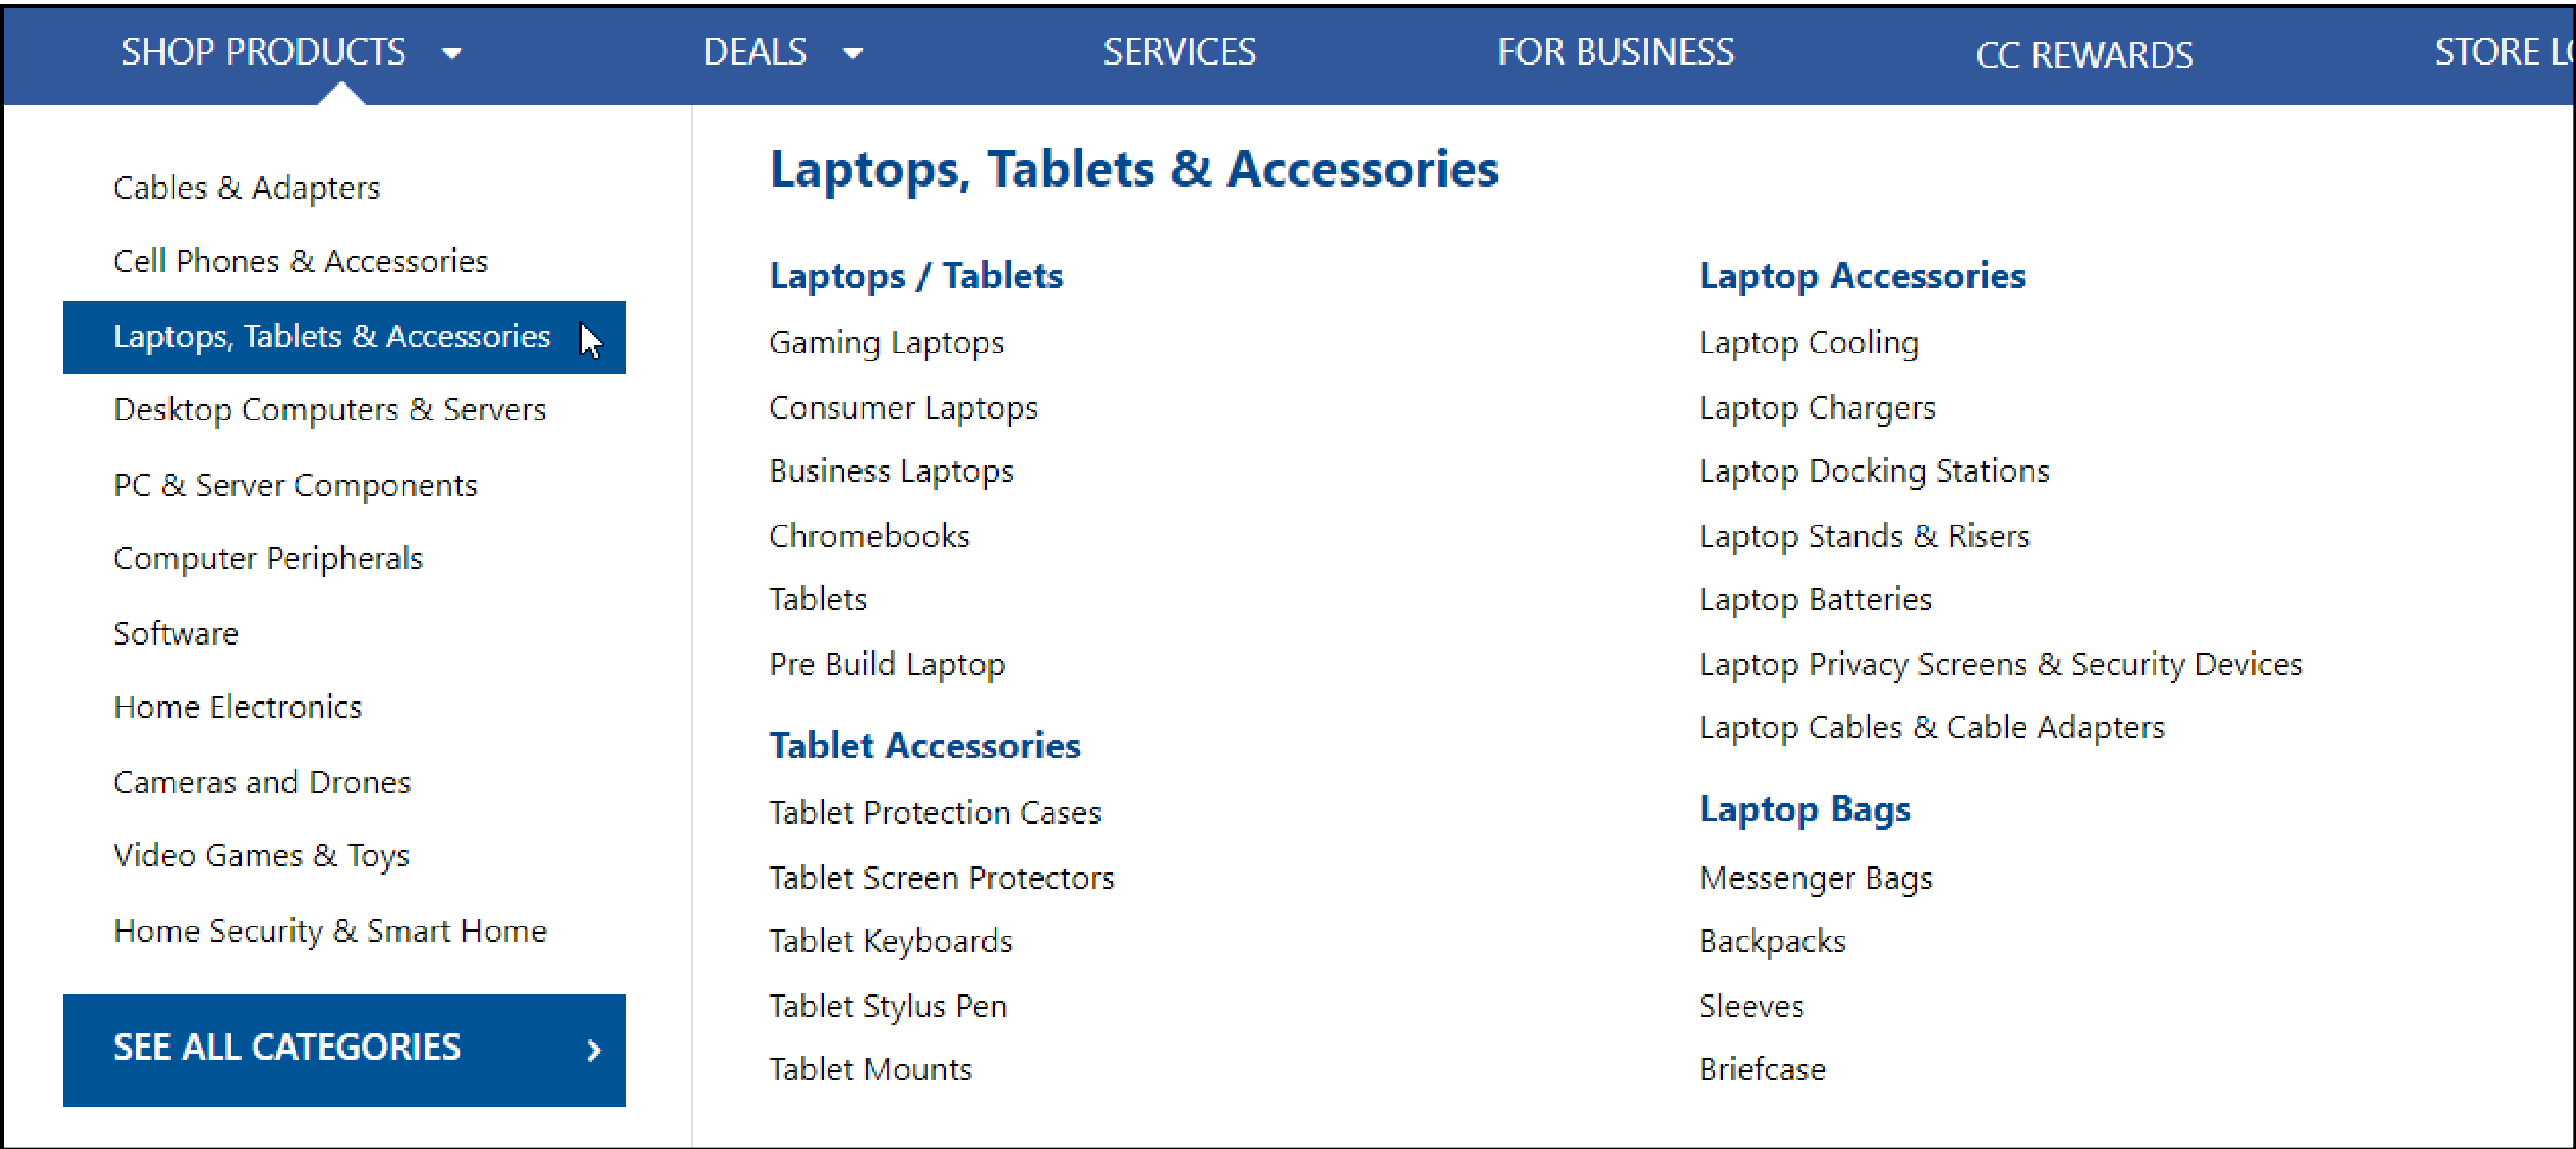 SHOP PRODUCTS
DEALS
SERVICES
FOR BUSINESS
CC REWARDS
STORE
Cables & Adapters
Cell Phones & Accessories
Laptops, Tablets & Accessories
Desktop Computers & Servers
PC & Server Components
Computer Peripherals
Software
Home Electronics
Cameras and Drones
Video Games & Toys
Home Security & Smart Home
SEE ALL CATEGORIES
Laptops, Tablets & Accessories
Laptops / Tablets
Gaming Laptops
Consumer Laptops
Business Laptops
Chromebooks
Tablets
Pre Build Laptop
Tablet Accessories
Tablet Protection Cases
Tablet Screen Protectors
Tablet Keyboards
Tablet Stylus Pen
Tablet Mounts
Laptop Accessories
Laptop Cooling
Laptop Chargers
Laptop Docking Stations
Laptop Stands & Risers
Laptop Batteries
Laptop Privacy Screens & Security Devices
Laptop Cables & Cable Adapters
Laptop Bags
Messenger Bags
Backpacks
Sleeves
Briefcase